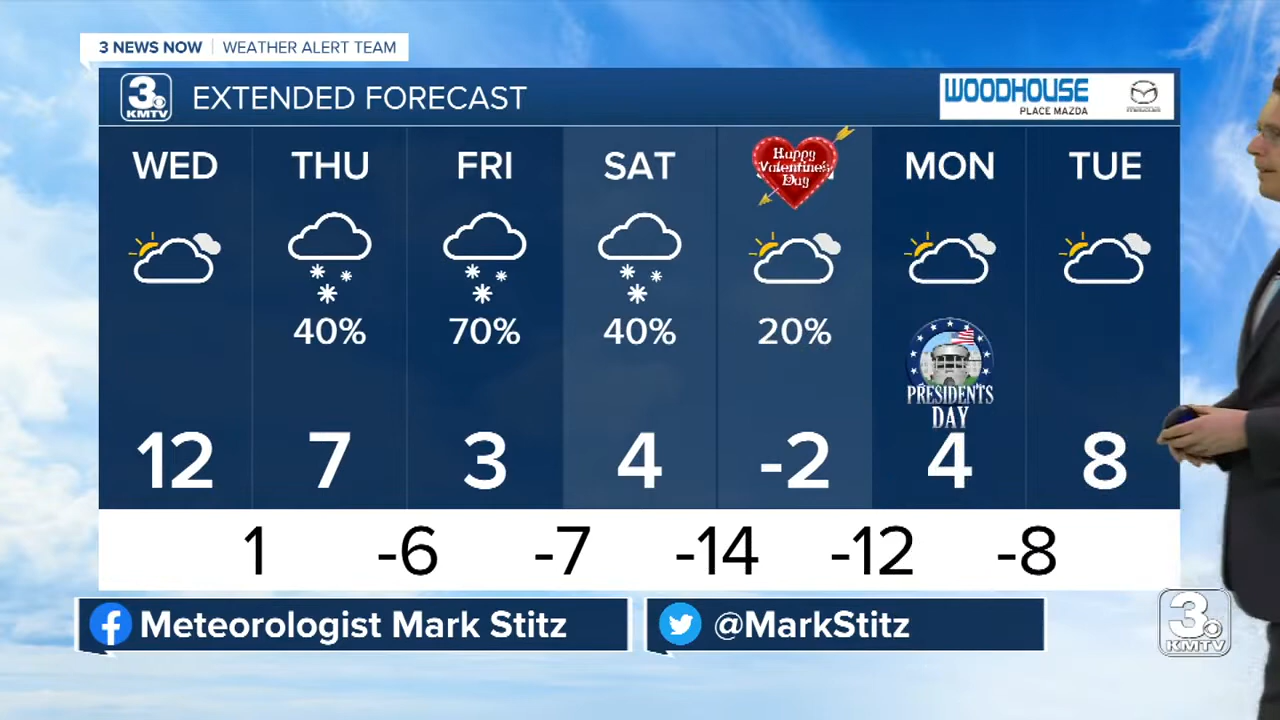 3 NEWS NOW | WEATHER ALERT TEAM
3 KMTV
EXTENDED FORECAST
WOODHOUSE
PLACE MAZDA
WED THU FRI SAT MON TUE
Happy
Valentine's
Day
40% 70% 40% 20%
PRESIDENTS
DAY
12 7 3 4 -2 4 8
1 -6 -7 -14 -12 -8
Meteorologist Mark Stitz
@MarkStitz
3 KMTV